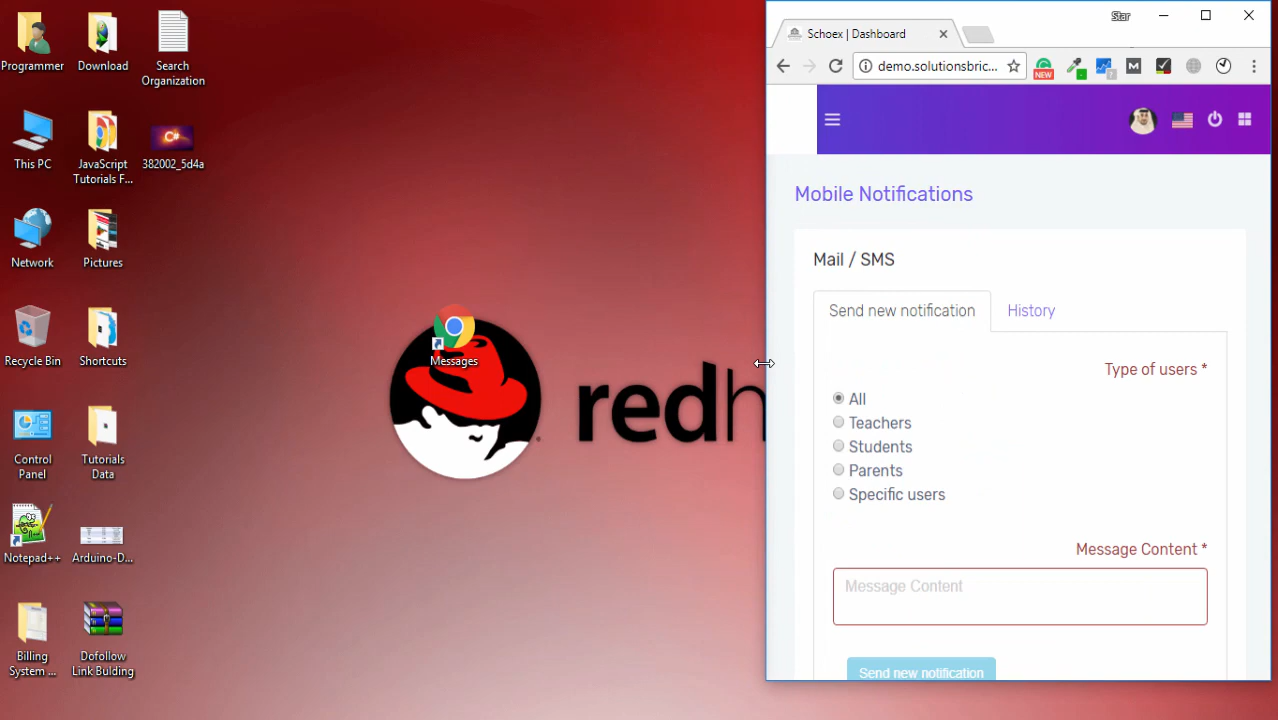 Programmer
Download
Search
Organization
This PC
JavaScript
Tutorials F...
C#
382002_5d4a
Network
Pictures
Recycle Bin
Shortcuts
Messages
redh
Control
Panel
Tutorials
Data
Notepad++
Arduino-D...
Billing
System ...
Dofollow
Link Bulding
Star
Schoex | Dashboard
demo.solutionsbric...
NEW
Mobile Notifications
Mail / SMS
Send new notification
History
Type of users *
All
Teachers
Students
Parents
Specific users
Message Content *
Message Content
Send new notification